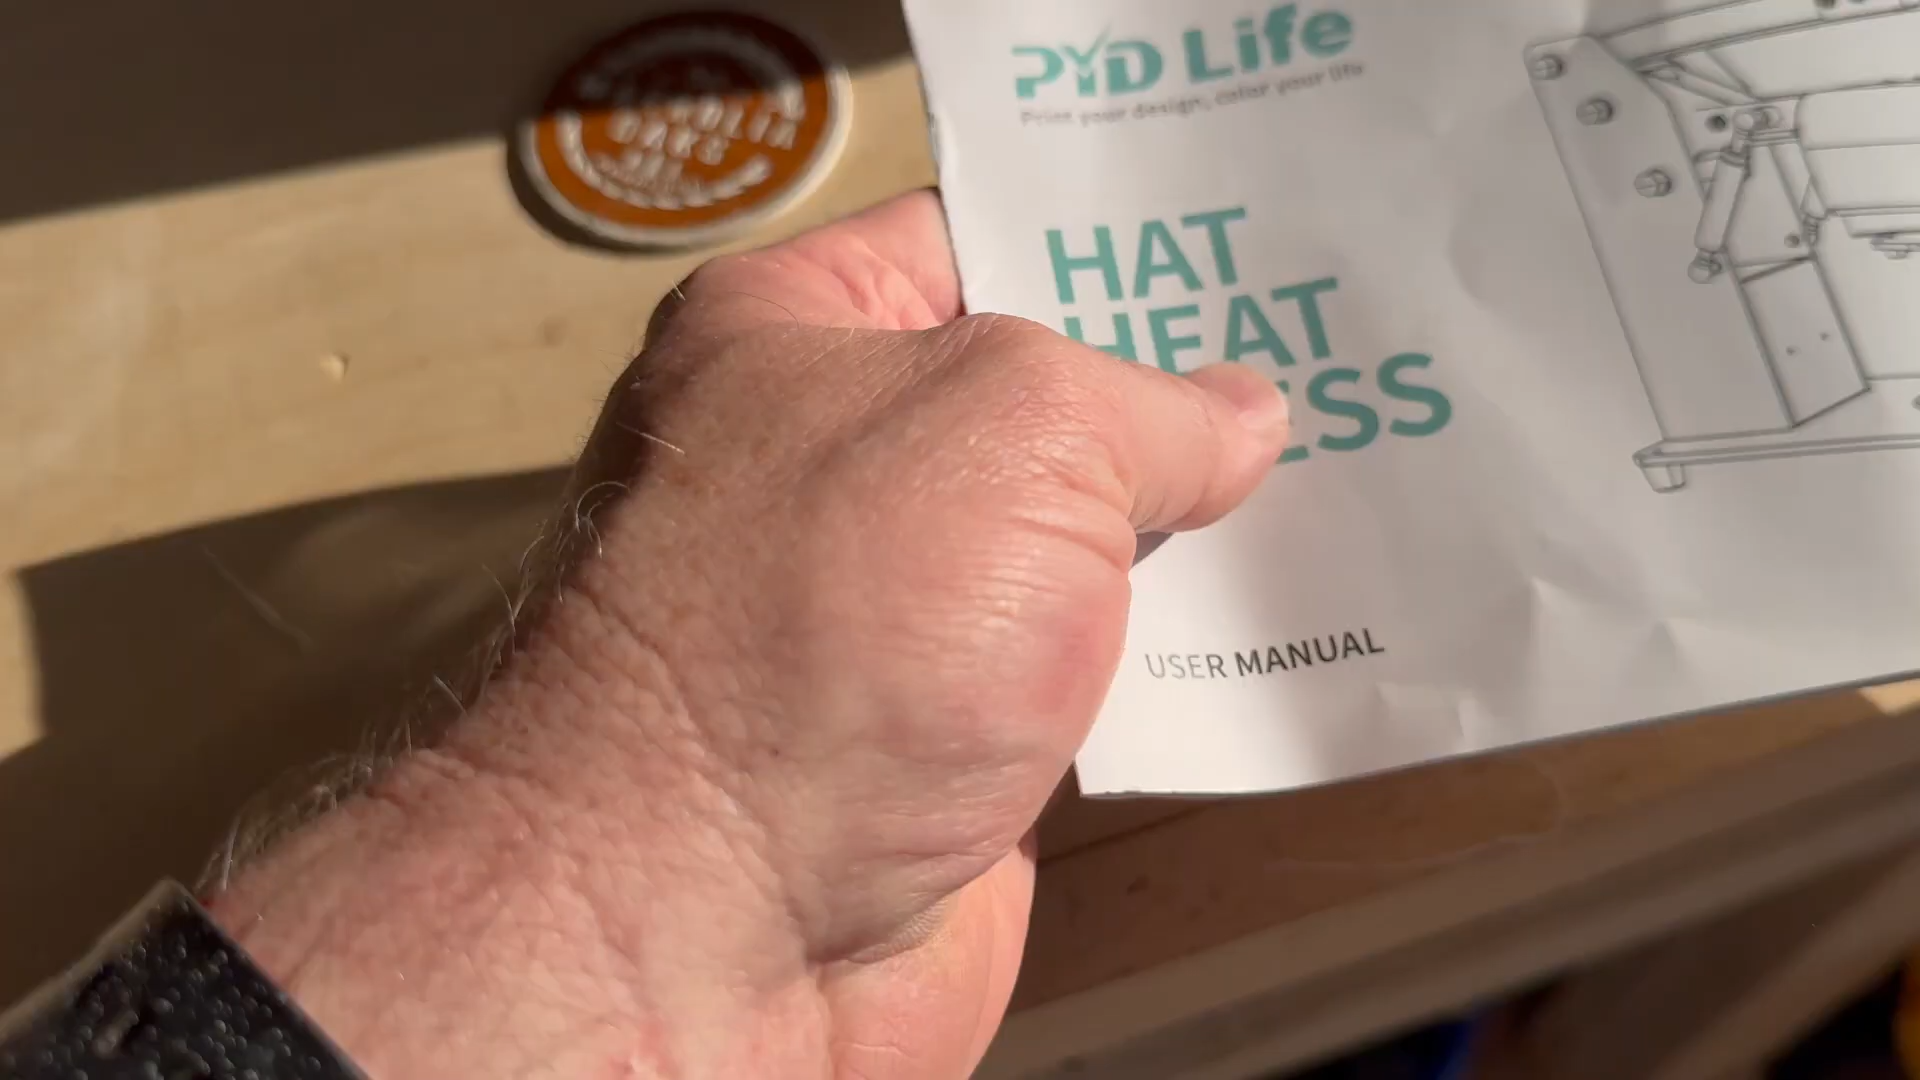 PYD Life
Print your design, color your life
HAT
HEAT
ESS
USER MANUAL